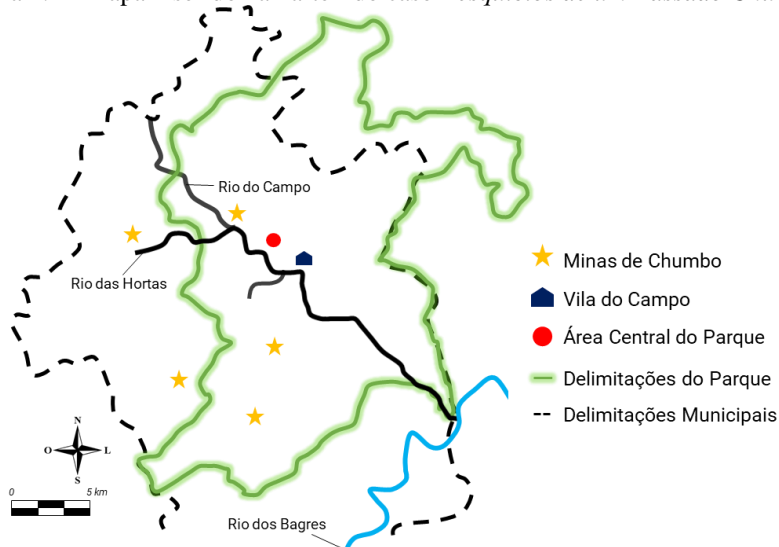 Rio do Campo
Rio das Hortas
Minas de Chumbo
Vila do Campo
Área Central do Parque
Delimitações do Parque
Delimitações Municipais
N
O
L
S
0
5 km
Rio dos Bagres